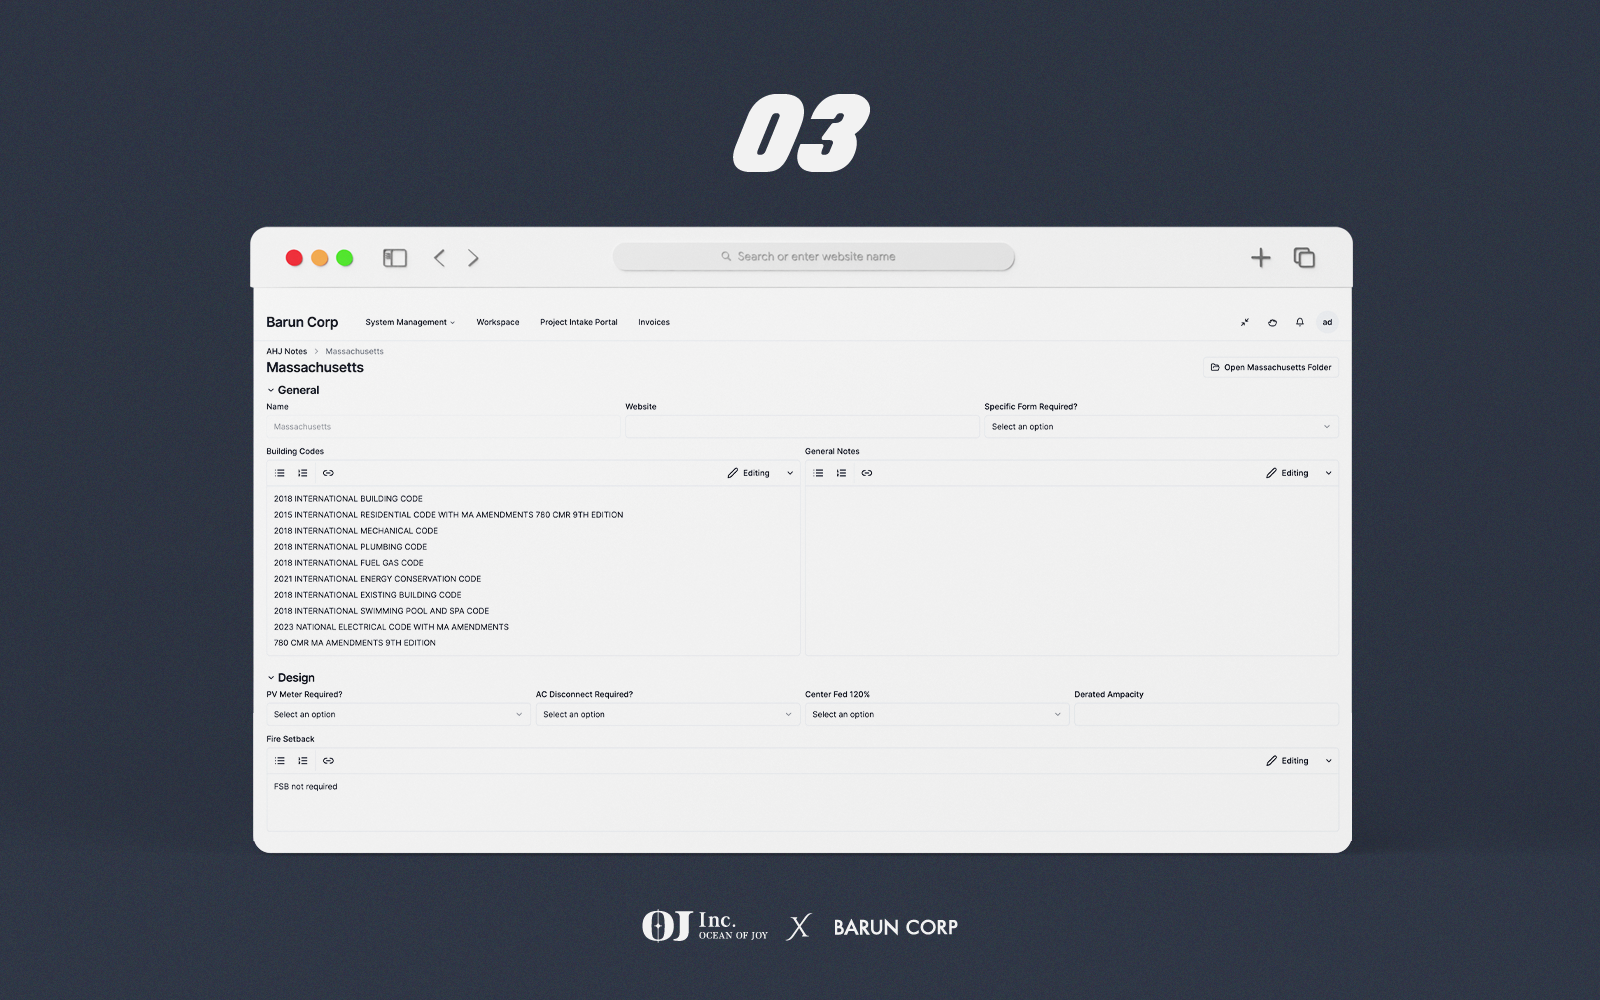 03
Search or enter website name
Barun Corp System Management Workspace Project Intake Portal Invoices ad
AHJ Notes > Massachusetts
Massachusetts
Open Massachusetts Folder
General
Name Website Specific Form Required?
Massachusetts Select an option
Building Codes General Notes
Editing Editing
2018 INTERNATIONAL BUILDING CODE
2015 INTERNATIONAL RESIDENTIAL CODE WITH MA AMENDMENTS 780 CMR 9TH EDITION
2018 INTERNATIONAL MECHANICAL CODE
2018 INTERNATIONAL PLUMBING CODE
2018 INTERNATIONAL FUEL GAS CODE
2021 INTERNATIONAL ENERGY CONSERVATION CODE
2018 INTERNATIONAL EXISTING BUILDING CODE
2018 INTERNATIONAL SWIMMING POOL AND SPA CODE
2023 NATIONAL ELECTRICAL CODE WITH MA AMENDMENTS
780 CMR MA AMENDMENTS 9TH EDITION
Design
PV Meter Required? AC Disconnect Required? Center Fed 120% Derated Ampacity
Select an option Select an option Select an option
Fire Setback
Editing
FSB not required
OJ Inc. OCEAN OF JOY X BARUN CORP